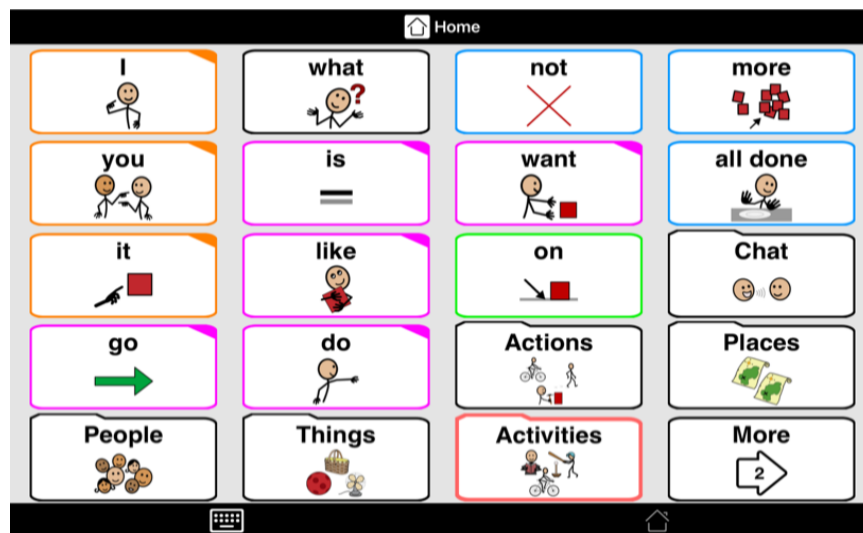 Home
I
what
not
more
?
you
is
want
all done
it
like
on
Chat
go
do
Actions
Places
People
Things
Activities
More
2